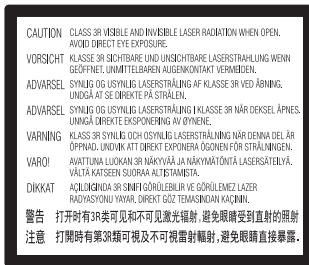 CAUTION CLASS 3R VISIBLE AND INVISIBLE LASER RADIATION WHEN OPEN.
AVOID DIRECT EYE EXPOSURE.
VORSICHT KLASSE 3R SICHTBARE UND UNSICHTBARE LASERSTRAHLUNG WENN
GEÖFFNET. UNMITTELBAREN AUGENKONTAKT VERMEIDEN.
ADVARSEL SYNLIG OG USYNLIG LASERSTRÅLING AF KLASSE 3R VED ÅBNING.
UNDGÅ AT SE DIREKTE PÅ STRÅLEN.
ADVARSEL SYNLIG OG USYNLIG LASERSTRÅLING I KLASSE 3R NÅR DEKSEL ÅPNES.
UNNGÅ DIREKTE EKSPONERING AV ØYNENE.
VARNING KLASS 3R SYNLIG OCH OSYNLIG LASERSTRÅLNING NÄR DENNA DEL ÄR
ÖPPNAD. UNDVIK ATT DIREKT EXPONERA ÖGONEN FÖR STRÅLNINGEN.
VARO! AVATTUNA LUOKAN 3R NÄKYVÄÄ JA NÄKYMÄTÖNTÄ LASERSÄTEILYÄ.
VÄLTÄ KATSEEN SUORAA ALTISTAMISTA.
DİKKAT AÇILDIĞINDA 3R SINIFI GÖRÜLEBİLİR VE GÖRÜLEMEZ LAZER
RADYASYONU YAYAR. DİREKT GÖZ TEMASINDAN KAÇININ.
警告 打开时有3R类可见和不可见激光辐射,避免眼睛受到直射的照射
注意 打開時有第3R類可視及不可視雷射輻射,避免眼睛直接暴露。